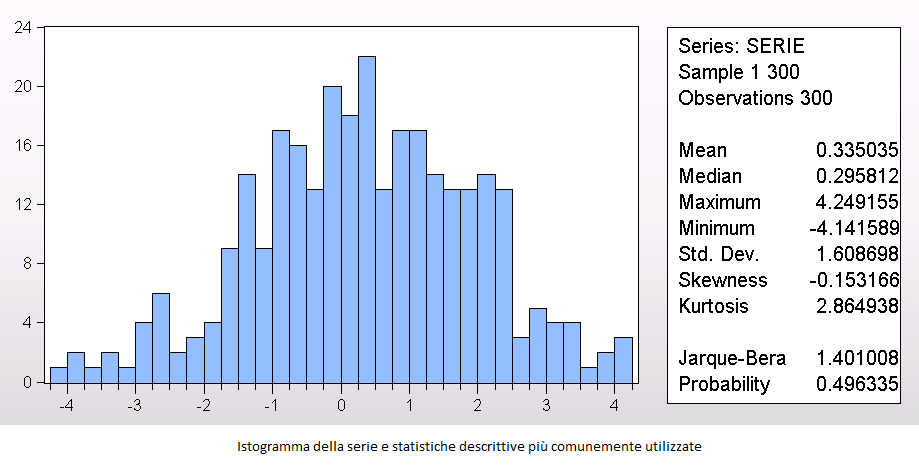 24
20
16
12
8
4
0
-4 -3 -2 -1 0 1 2 3 4
Series: SERIE
Sample 1 300
Observations 300
Mean 0.335035
Median 0.295812
Maximum 4.249155
Minimum -4.141589
Std. Dev. 1.608698
Skewness -0.153166
Kurtosis 2.864938
Jarque-Bera 1.401008
Probability 0.496335
Istogramma della serie e statistiche descrittive più comunemente utilizzate